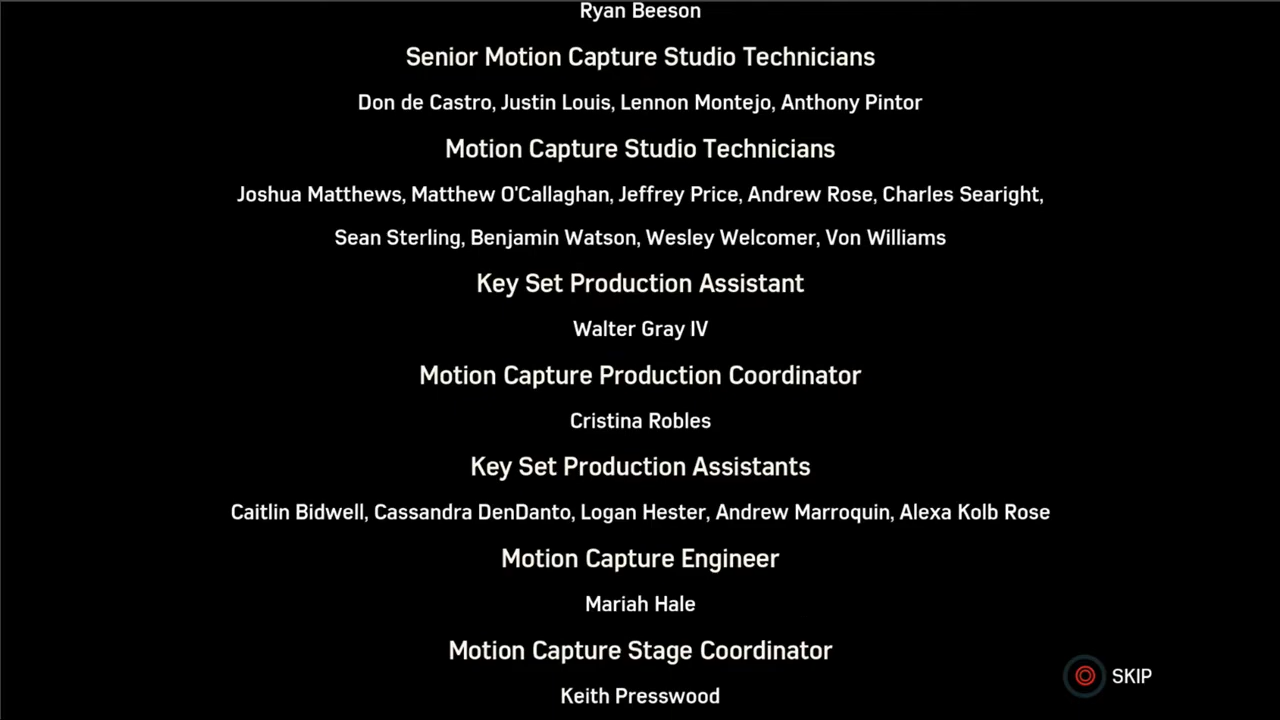 Ryan Beeson
Senior Motion Capture Studio Technicians
Don de Castro, Justin Louis, Lennon Montejo, Anthony Pintor
Motion Capture Studio Technicians
Joshua Matthews, Matthew O'Callaghan, Jeffrey Price, Andrew Rose, Charles Searight,
Sean Sterling, Benjamin Watson, Wesley Welcomer, Von Williams
Key Set Production Assistant
Walter Gray IV
Motion Capture Production Coordinator
Cristina Robles
Key Set Production Assistants
Caitlin Bidwell, Cassandra DenDanto, Logan Hester, Andrew Marroquin, Alexa Kolb Rose
Motion Capture Engineer
Mariah Hale
Motion Capture Stage Coordinator
SKIP
Keith Presswood